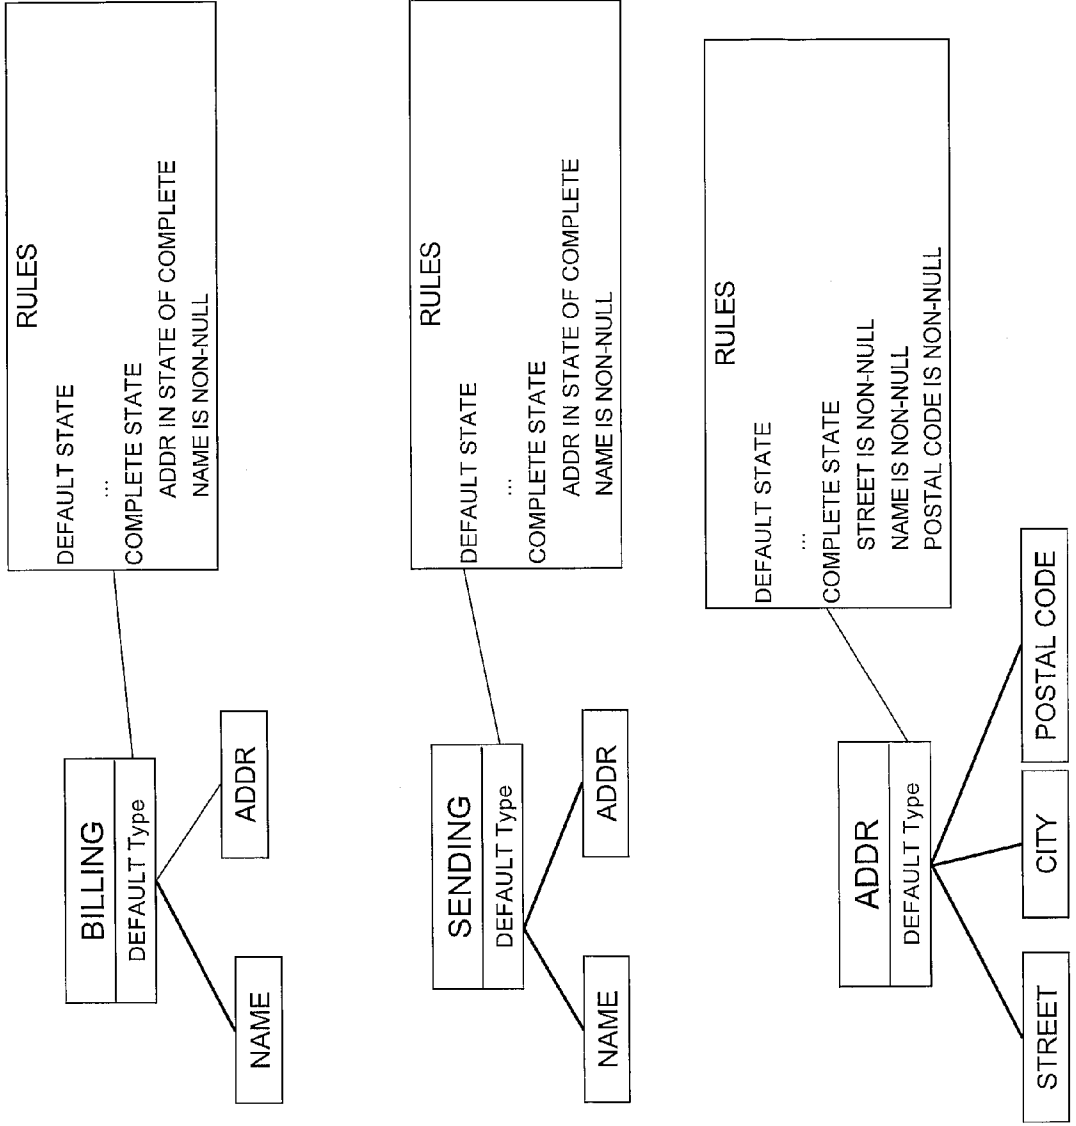 BILLING
DEFAULT Type
NAME
ADDR
RULES
DEFAULT STATE
...
COMPLETE STATE
ADDR IN STATE OF COMPLETE
NAME IS NON-NULL
SENDING
DEFAULT Type
NAME
ADDR
RULES
DEFAULT STATE
...
COMPLETE STATE
ADDR IN STATE OF COMPLETE
NAME IS NON-NULL
ADDR
DEFAULT Type
STREET
CITY
POSTAL CODE
RULES
DEFAULT STATE
...
COMPLETE STATE
STREET IS NON-NULL
NAME IS NON-NULL
POSTAL CODE IS NON-NULL